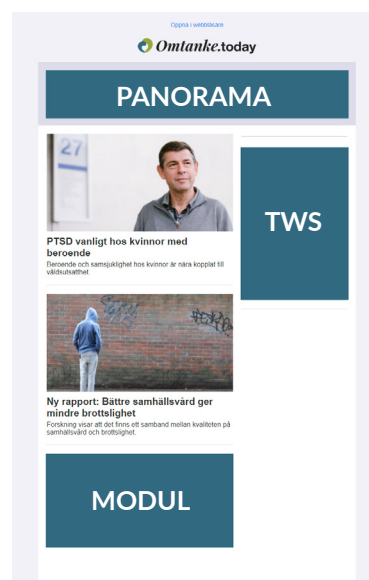 Öppna i webbläsare
Omtanke.today
PANORAMA
27
TWS
PTSD vanligt hos kvinnor med
beroende
Beroende och samsjuklighet hos kvinnor är nära kopplat till
våldsutsatthet.
Ny rapport: Bättre samhällsvård ger
mindre brottslighet
Forskning visar att det finns ett samband mellan kvaliteten på
samhällsvård och brottslighet.
MODUL